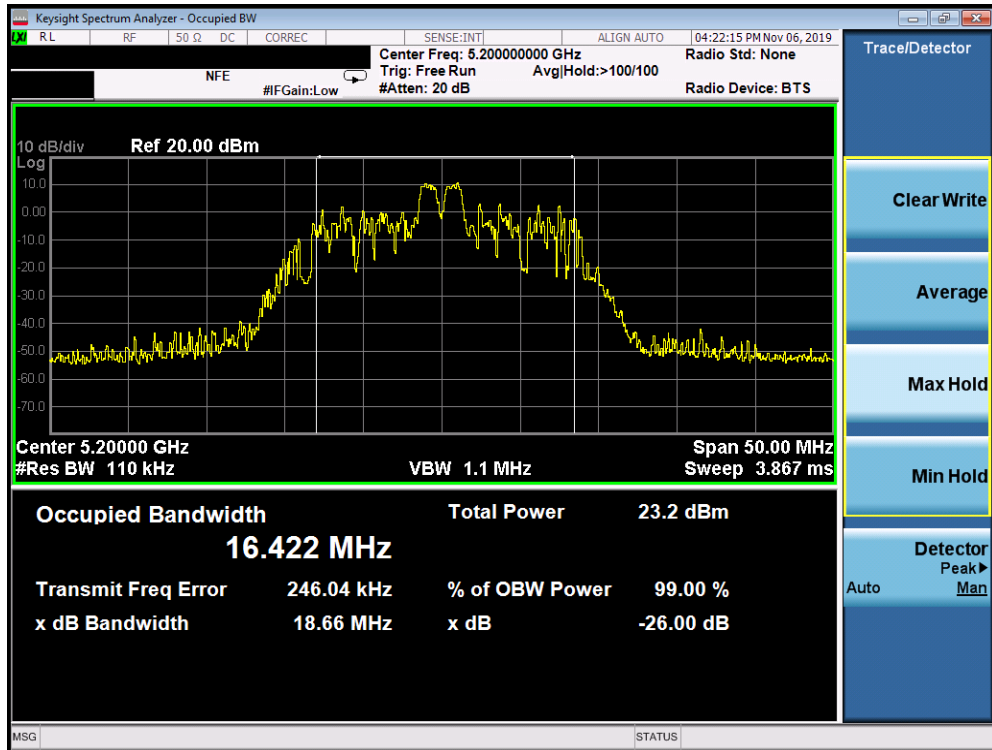 Keysight Spectrum Analyzer - Occupied BW
LXI RL RF 50 Ω DC CORREC SENSE:INT ALIGN AUTO 04:22:15 PM Nov 06, 2019
Center Freq: 5.200000000 GHz Radio Std: None
NFE Trig: Free Run Avg|Hold:>100/100
#IFGain:Low #Atten: 20 dB Radio Device: BTS
10 dB/div Ref 20.00 dBm
Log
10.0
0.00
-10.0
-20.0
-30.0
-40.0
-50.0
-60.0
-70.0
Center 5.20000 GHz Span 50.00 MHz
#Res BW 110 kHz VBW 1.1 MHz Sweep 3.867 ms
Occupied Bandwidth Total Power 23.2 dBm
16.422 MHz
Transmit Freq Error 246.04 kHz % of OBW Power 99.00 %
x dB Bandwidth 18.66 MHz x dB -26.00 dB
MSG STATUS
Trace/Detector
Clear Write
Average
Max Hold
Min Hold
Detector
Peak▶
Auto Man